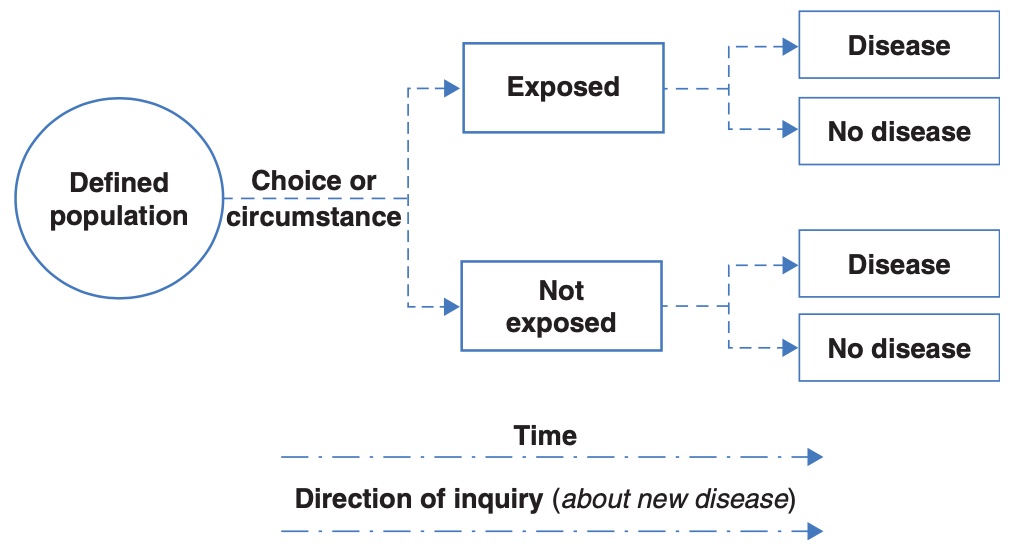 Defined
population
Choice or
circumstance
Exposed
Disease
No disease
Not
exposed
Disease
No disease
Time
Direction of inquiry (about new disease)